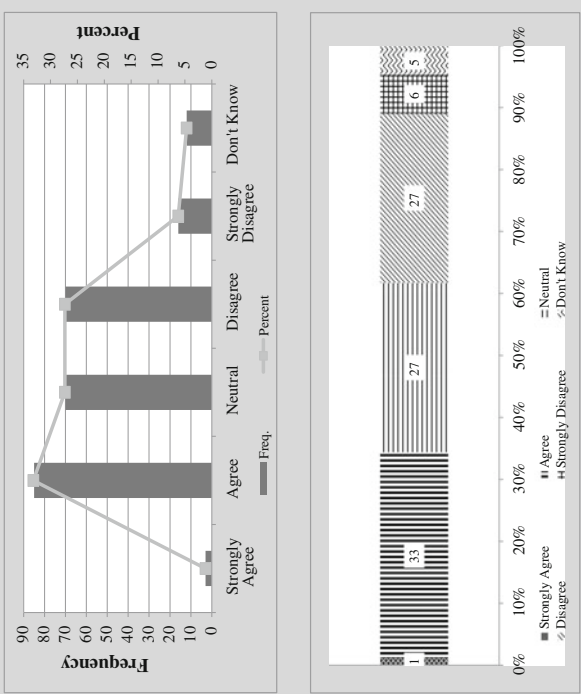 Percent
35
30
25
20
15
10
5
0
90
80
70
60
50
40
30
20
10
0
Frequency
Strongly
Agree
Agree
Neutral
Disagree
Strongly
Disagree
Don't Know
Freq.
Percent
1
33
27
27
6
5
0%
10%
20%
30%
40%
50%
60%
70%
80%
90%
100%
Strongly Agree
Agree
Neutral
Disagree
Strongly Disagree
Don't Know